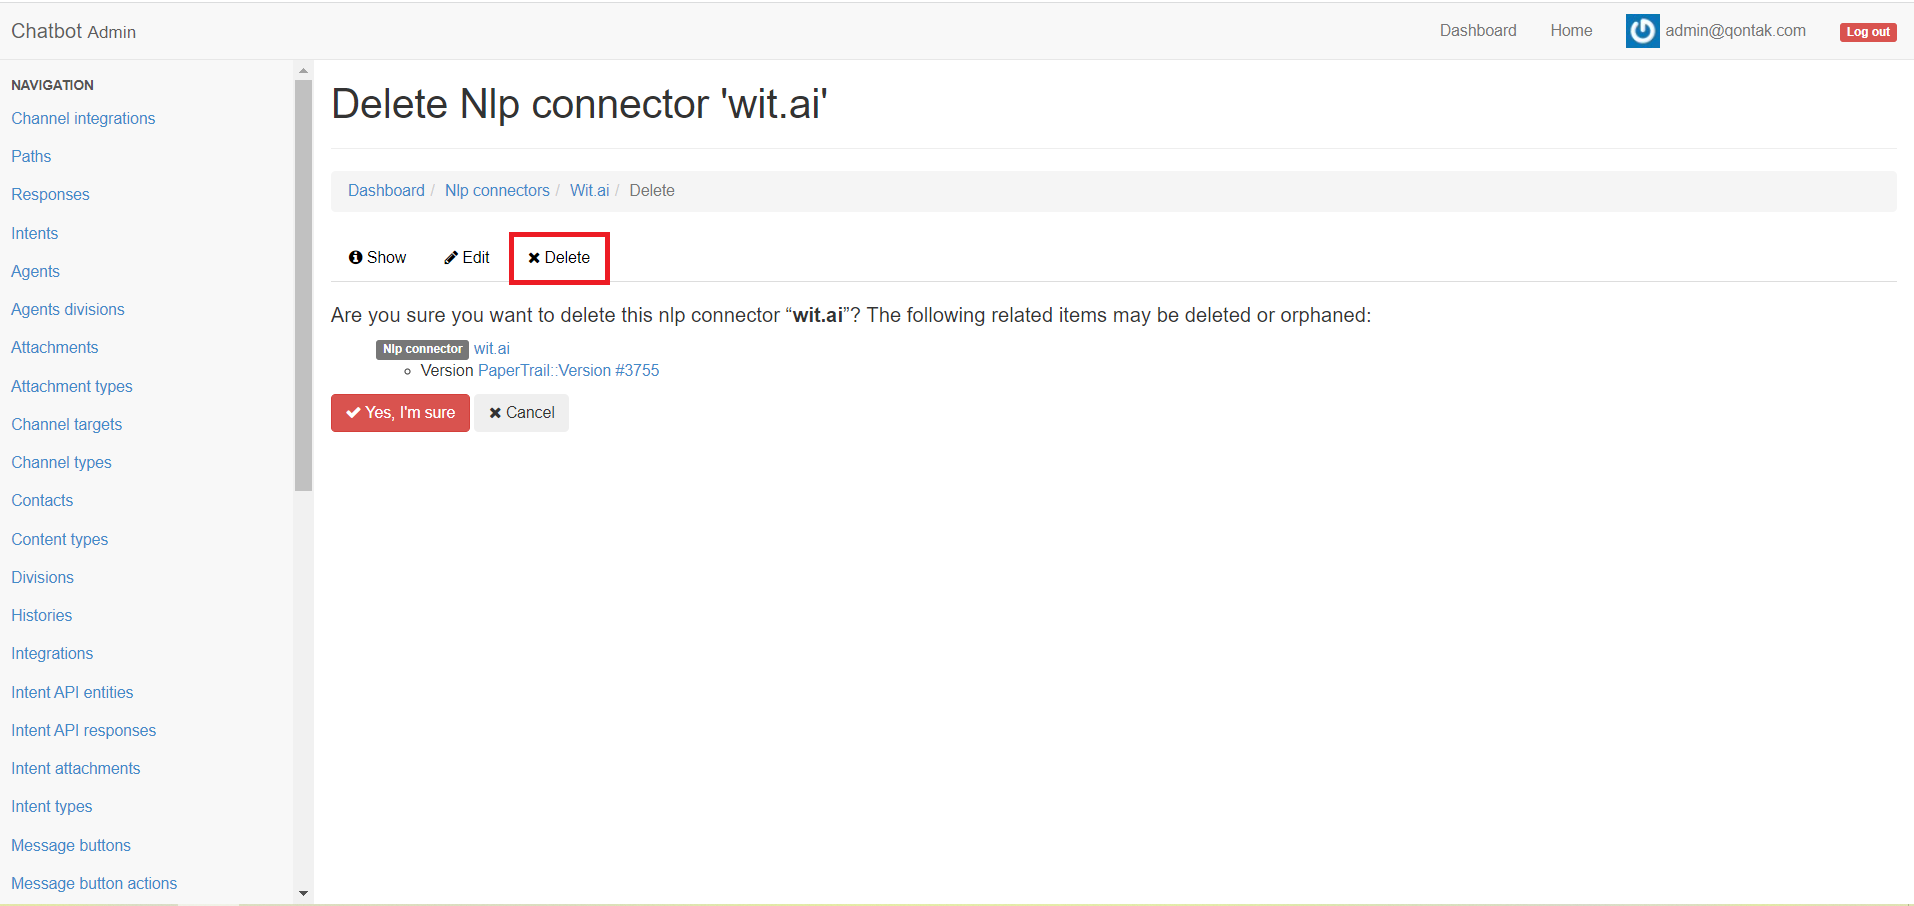 Chatbot Admin
Dashboard Home admin@qontak.com Log out
NAVIGATION
Channel integrations
Paths
Responses
Intents
Agents
Agents divisions
Attachments
Attachment types
Channel targets
Channel types
Contacts
Content types
Divisions
Histories
Integrations
Intent API entities
Intent API responses
Intent attachments
Intent types
Message buttons
Message button actions
Delete Nlp connector 'wit.ai'
Dashboard / Nlp connectors / Wit.ai / Delete
Show Edit Delete
Are you sure you want to delete this nlp connector “wit.ai”? The following related items may be deleted or orphaned:
Nlp connector wit.ai
Version PaperTrail::Version #3755
Yes, I'm sure Cancel